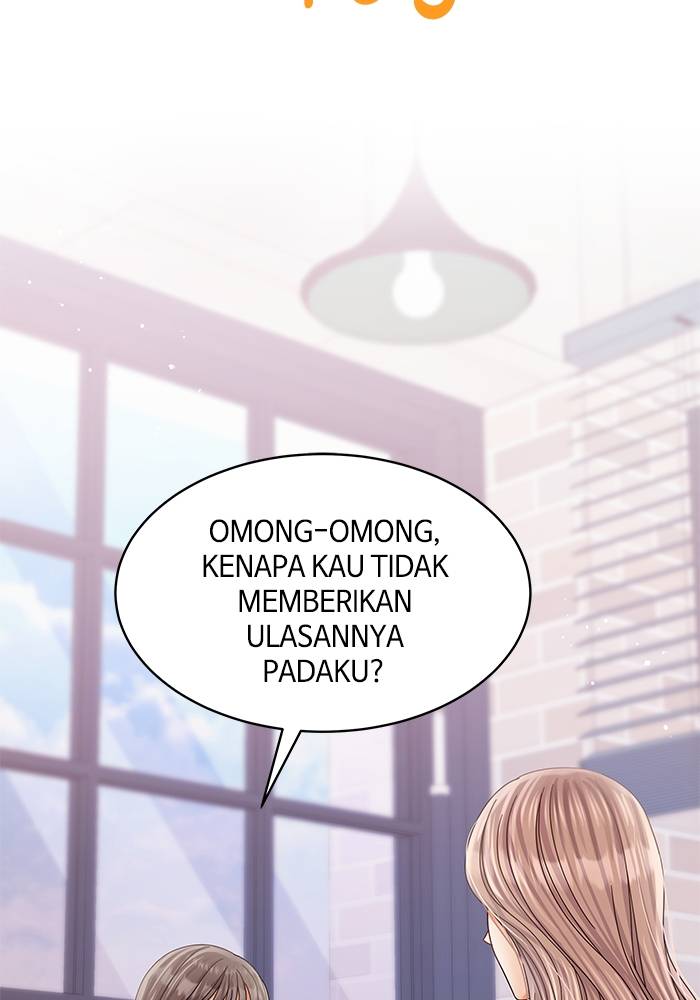 OMONG-OMONG,
KENAPA KAU TIDAK
MEMBERIKAN
ULASANNYA
PADAKU?